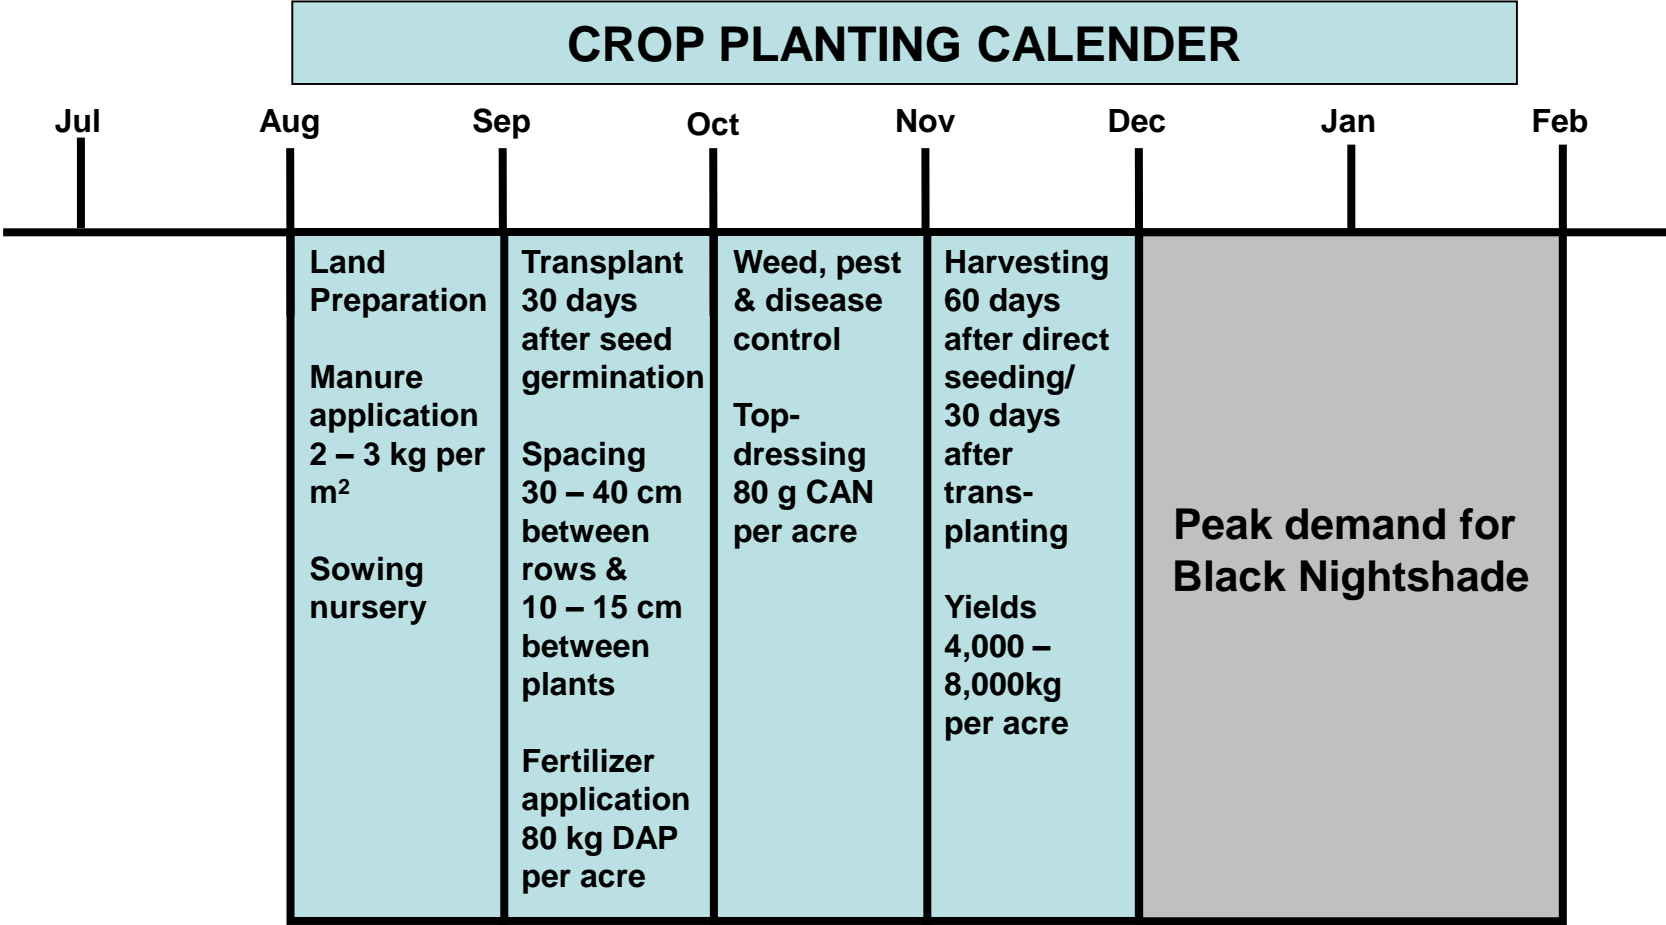 CROP PLANTING CALENDER
Jul
Aug
Sep
Oct
Nov
Dec
Jan
Feb
Land
Preparation
Manure
application
2 – 3 kg per
m²
Sowing
nursery
Transplant
30 days
after seed
germination
Spacing
30 – 40 cm
between
rows &
10 – 15 cm
between
plants
Fertilizer
application
80 kg DAP
per acre
Weed, pest
& disease
control
Top-
dressing
80 g CAN
per acre
Harvesting
60 days
after direct
seeding/
30 days
after
trans-
planting
Yields
4,000 –
8,000kg
per acre
Peak demand for
Black Nightshade